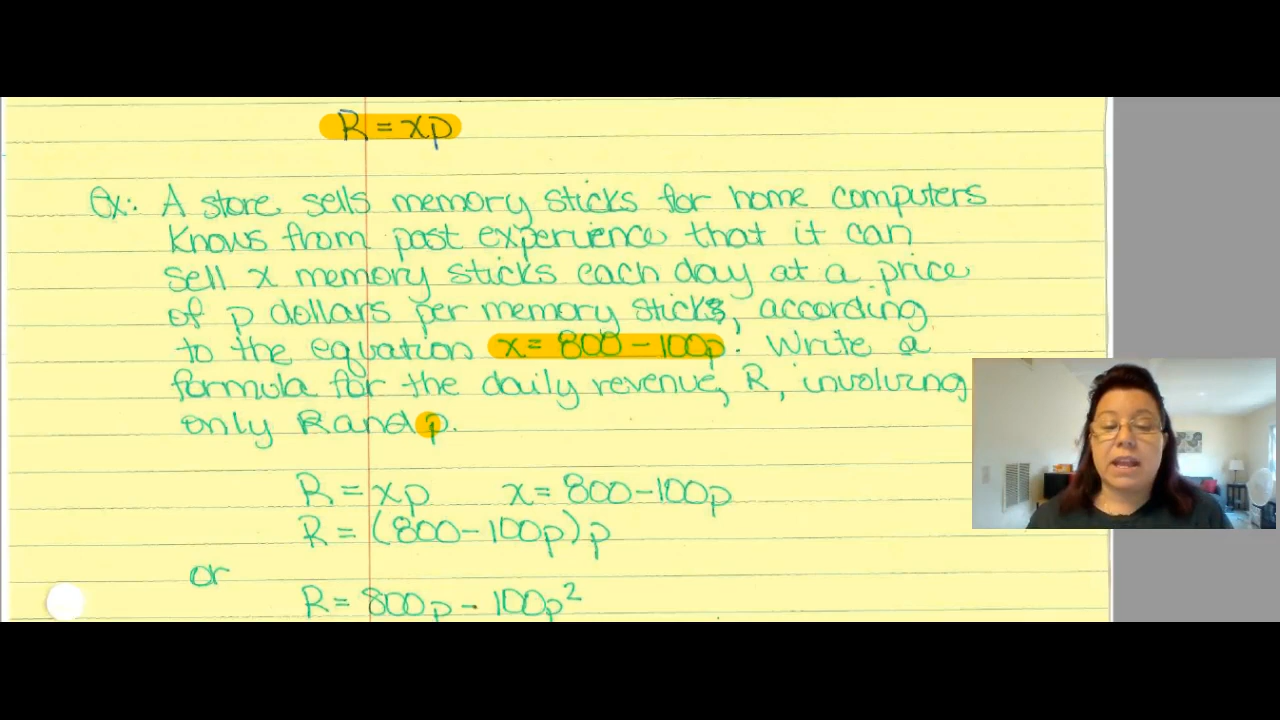 R = xp
Ex: A store sells memory sticks for home computers
knows from past experience that it can
sell x memory sticks each day at a price
of p dollars per memory sticks, according
to the equation x = 800 - 100p. Write a
formula for the daily revenue, R, involving
only R and p.
R = xp x = 800 - 100p
R = (800 - 100p)p
or
R = 800p - 100p²